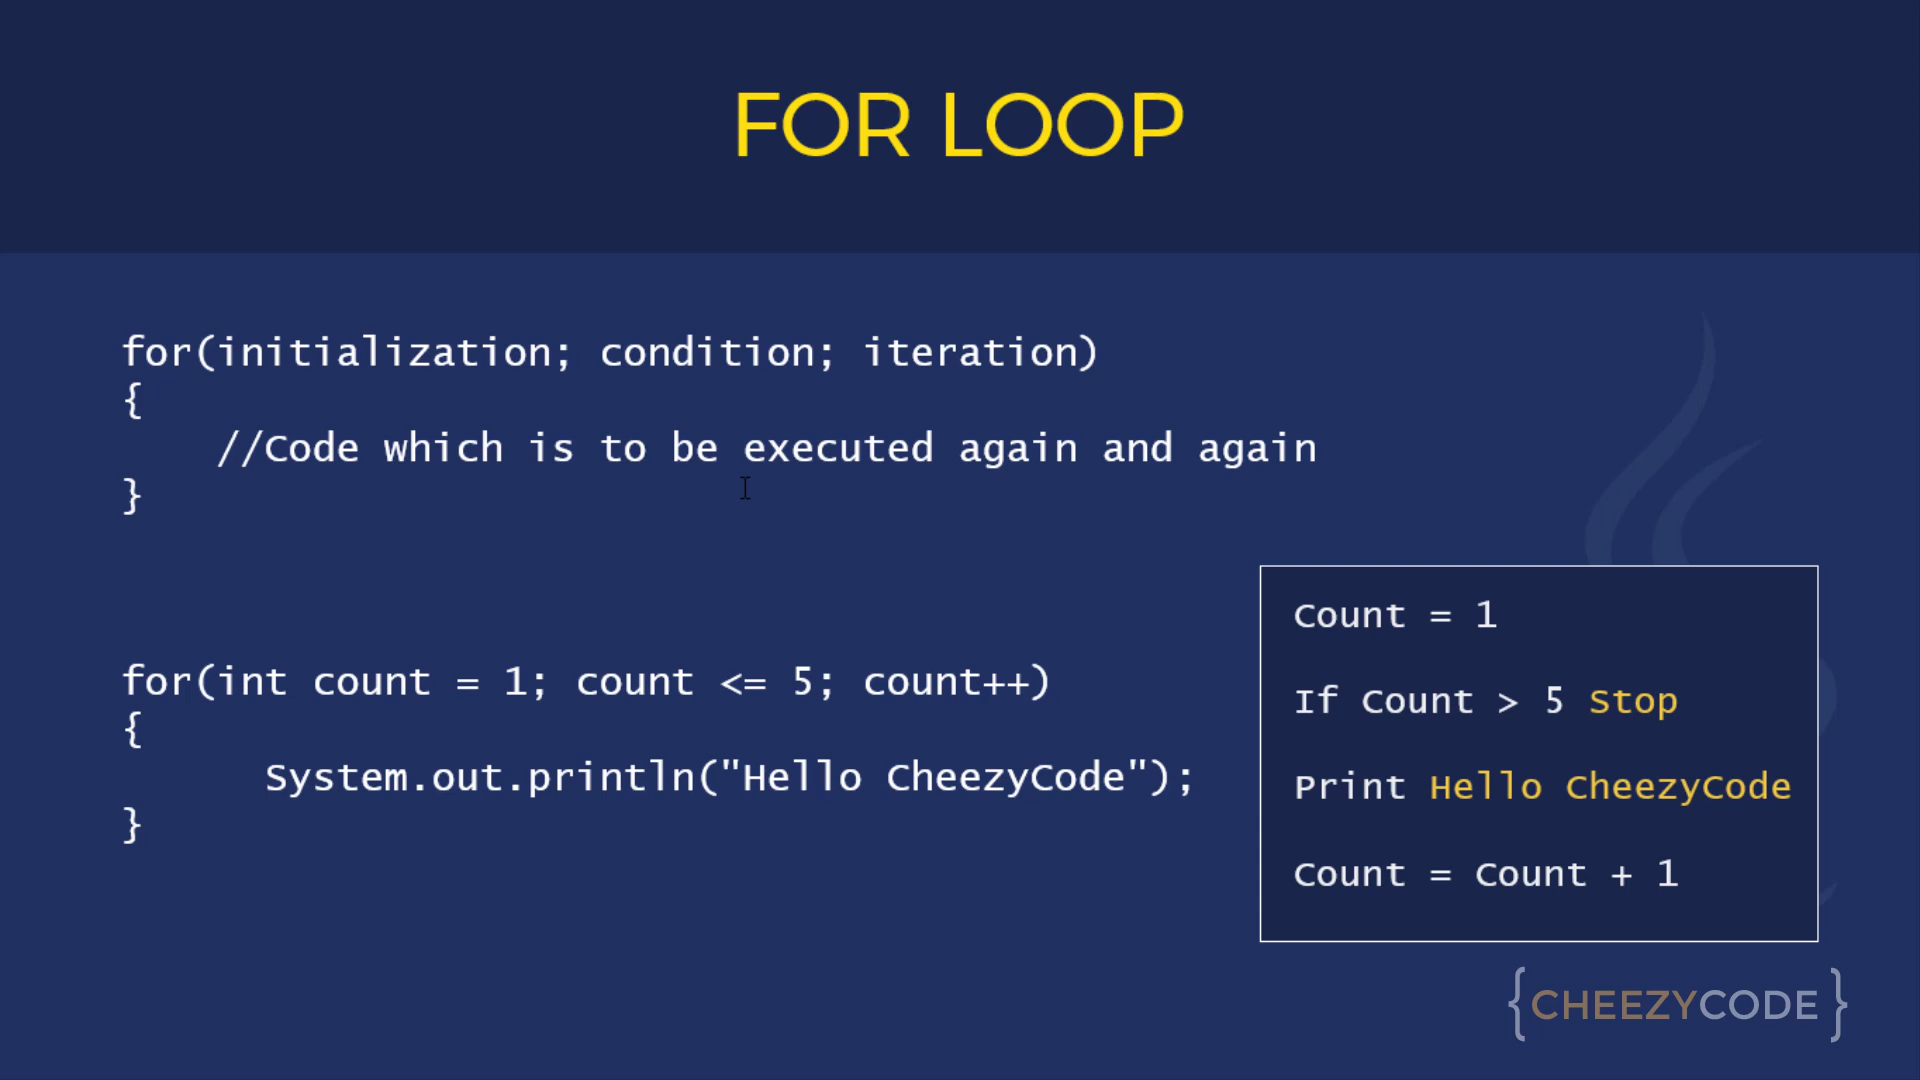 FOR LOOP
for(initialization; condition; iteration)
{
//Code which is to be executed again and again
}
for(int count = 1; count <= 5; count++)
{
System.out.println("Hello CheezyCode");
}
Count = 1
If Count > 5 Stop
Print Hello CheezyCode
Count = Count + 1
{CHEEZYCODE}